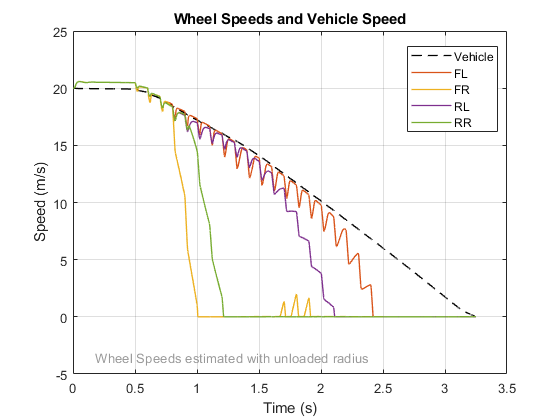 Wheel Speeds and Vehicle Speed
25
20
15
10
5
0
-5
Speed (m/s)
Vehicle
FL
FR
RL
RR
Wheel Speeds estimated with unloaded radius
0
0.5
1
1.5
2
2.5
3
3.5
Time (s)